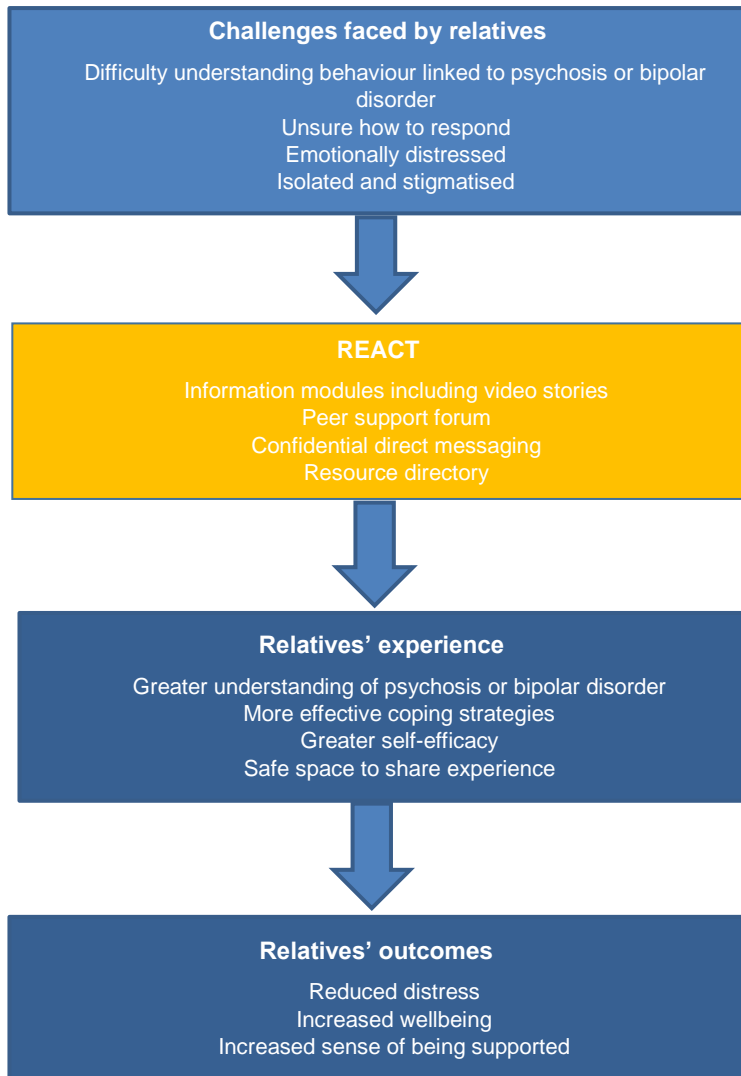 Challenges faced by relatives
Difficulty understanding behaviour linked to psychosis or bipolar
disorder
Unsure how to respond
Emotionally distressed
Isolated and stigmatised
REACT
Information modules including video stories
Peer support forum
Confidential direct messaging
Resource directory
Relatives’ experience
Greater understanding of psychosis or bipolar disorder
More effective coping strategies
Greater self-efficacy
Safe space to share experience
Relatives’ outcomes
Reduced distress
Increased wellbeing
Increased sense of being supported